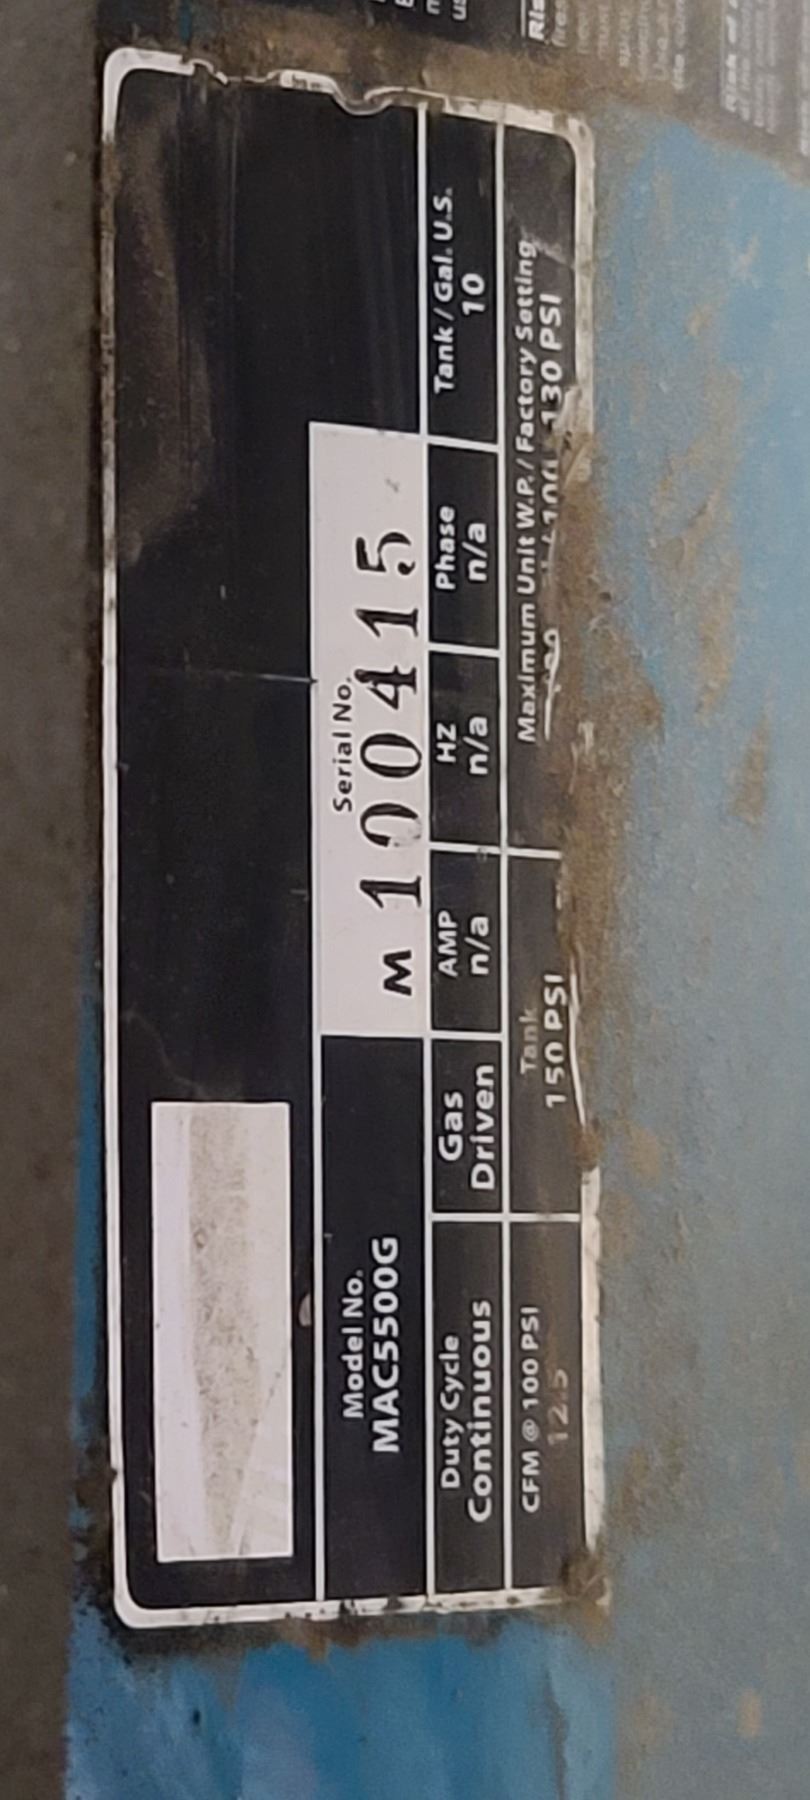 Model No.
MAC5500G
Serial No.
M 100415
Duty Cycle
Continuous
Gas
Driven
AMP
n/a
HZ
n/a
Phase
n/a
Tank / Gal. U.S.
10
CFM @ 100 PSI
12.5
Tank
150 PSI
Maximum Unit W.P. / Factory Setting
130 PSI